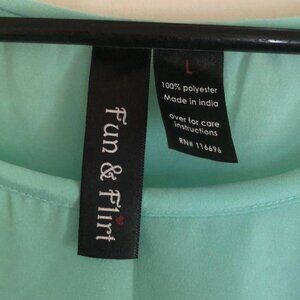 Fun & Flirt
L
100% polyester
Made in india
over for care
instructions
RN# 116696